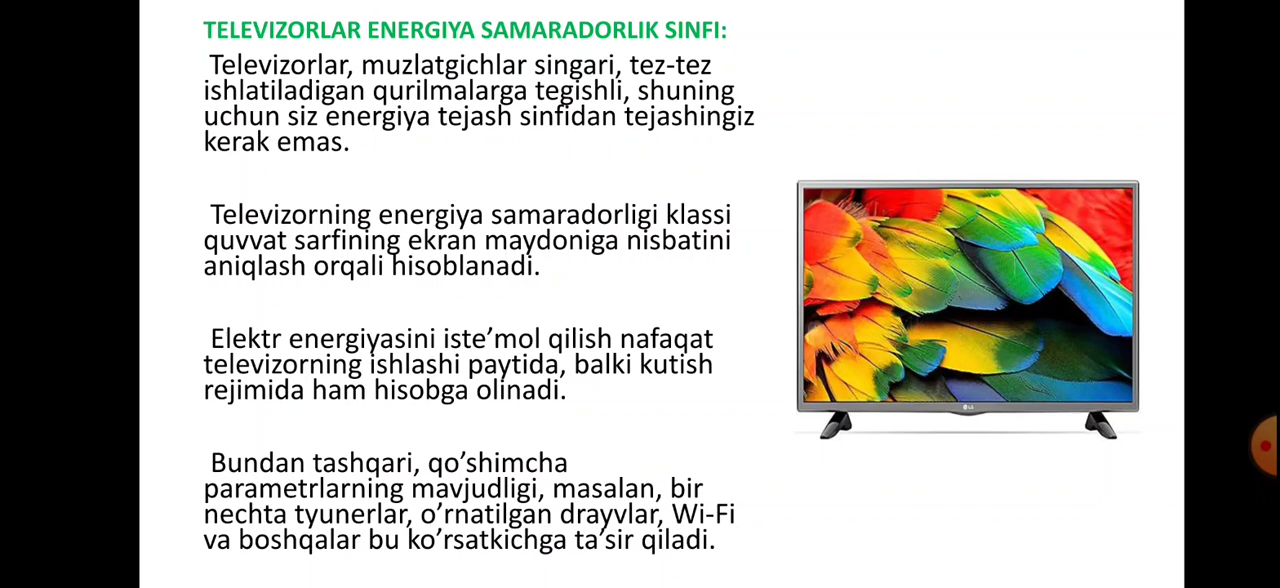 TELEVIZORLAR ENERGIYA SAMARADORLIK SINFI:
Televizorlar, muzlatgichlar singari, tez-tez
ishlatiladigan qurilmalarga tegishli, shuning
uchun siz energiya tejash sinfidan tejashingiz
kerak emas.
Televizorning energiya samaradorligi klassi
quvvat sarfining ekran maydoniga nisbatini
aniqlash orqali hisoblanadi.
Elektr energiyasini iste’mol qilish nafaqat
televizorning ishlashi paytida, balki kutish
rejimida ham hisobga olinadi.
Bundan tashqari, qo’shimcha
parametrlarning mavjudligi, masalan, bir
nechta tyunerlar, o’rnatilgan drayvlar, Wi-Fi
va boshqalar bu ko’rsatkichga ta’sir qiladi.
LG